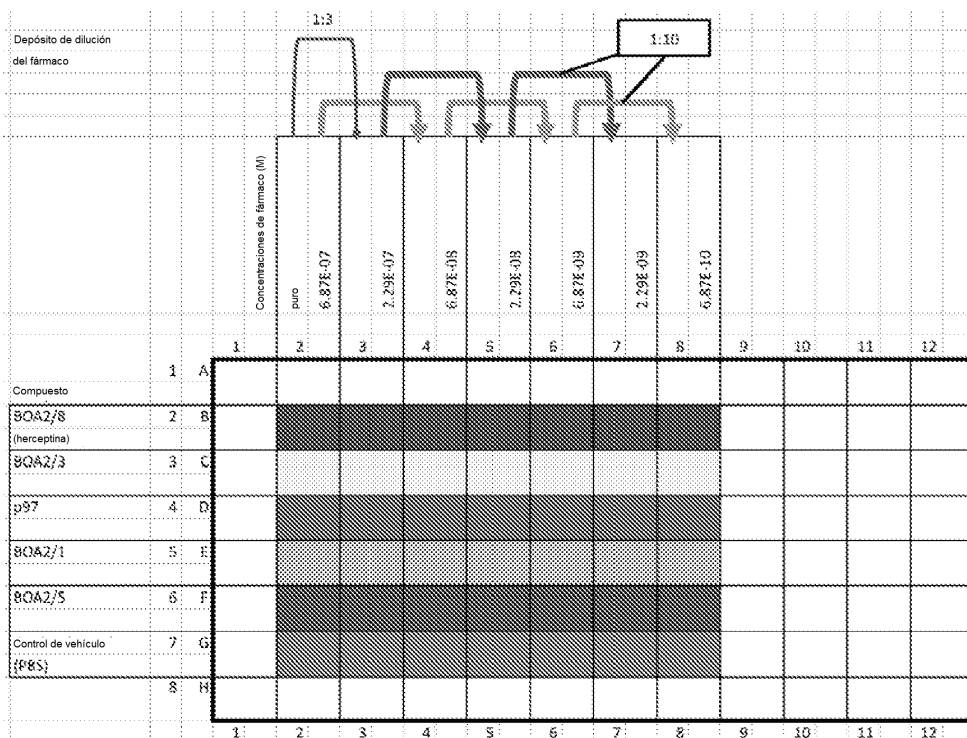 1:3
Depósito de dilución
del fármaco
1:10
Concentraciones de fármaco (M)
puro
6.87E-07
2.29E-07
6.87E-08
2.29E-08
6.87E-09
2.29E-09
6.87E-10
1 2 3 4 5 6 7 8 9 10 11 12
1 A
Compuesto
BOA2/8 2 B
(herceptina)
BOA2/3 3 C
p97 4 D
BOA2/1 5 E
BOA2/5 6 F
Control de vehículo 7 G
(PBS)
8 H
1 2 3 4 5 6 7 8 9 10 11 12